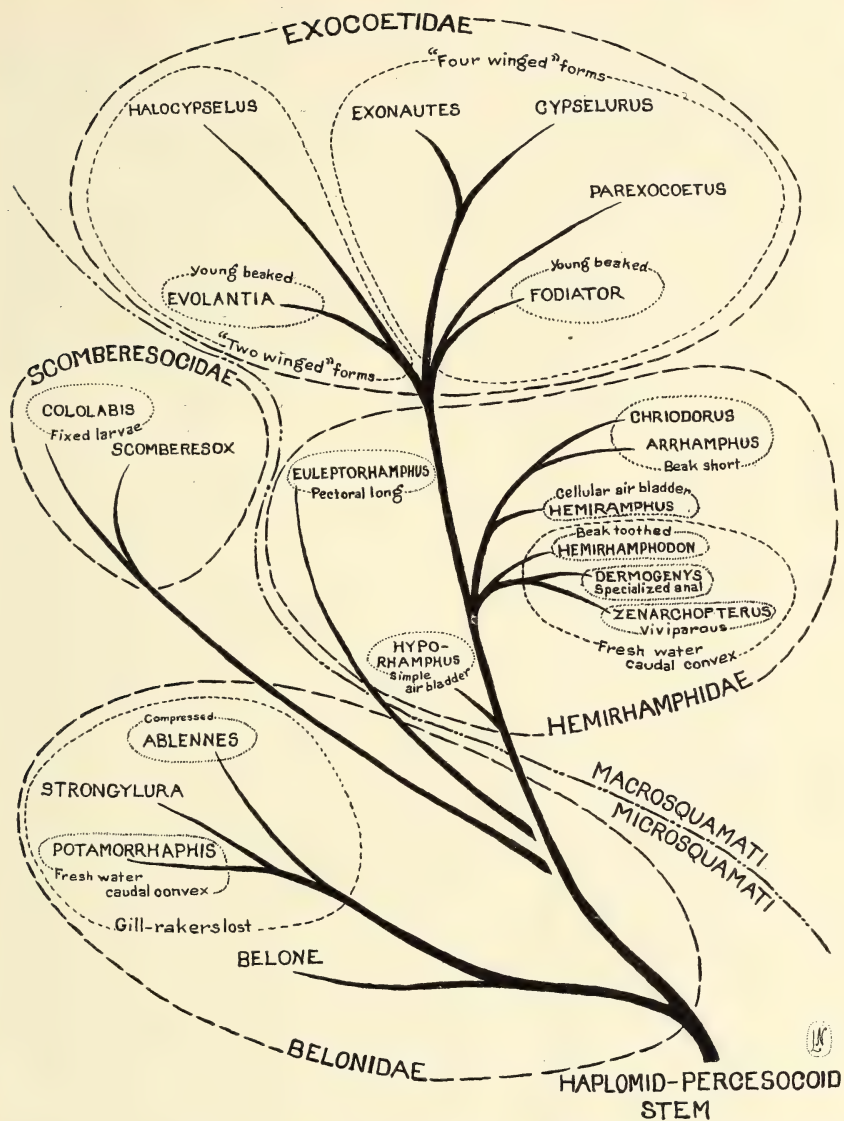 EXOCOETIDAE
"Four winged" forms
HALOCYPSELUS
EXONAUTES
CYPSELURUS
PAREXOCOETUS
Young beaked
EVOLANTIA
Young beaked
FODIATOR
"Two winged" forms
SCOMBERESOCIDAE
COLOLABIS
Fixed larvae
SCOMBERESOX
EULEPTORHAMPHUS
Pectoral long
CHRIODORUS
ARRHAMPHUS
Beak short
Cellular air bladder
HEMIRAMPHUS
Beak toothed
HEMIRHAMPHODON
DERMOGENYS
Specialized anal
ZENARCHOPTERUS
Viviparous
Fresh water
caudal convex
HYPO-
RHAMPHUS
Simple
air bladder
HEMIRHAMPHIDAE
MACROSQUAMATI
MICROSQUAMATI
Compressed
ABLENNES
STRONGYLURA
POTAMORRHAPHIS
Fresh water
caudal convex
Gill-rakers lost
BELONE
BELONIDAE
LN
HAPLOMID-PERCESOCOID
STEM